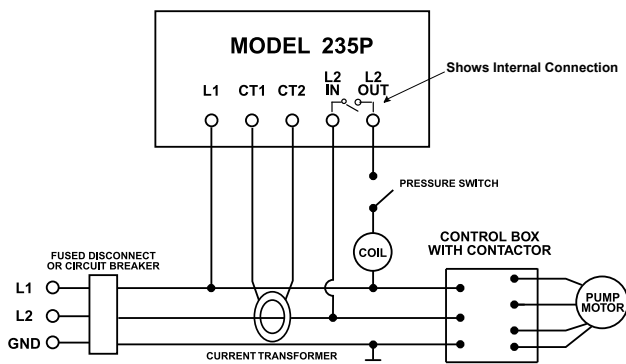 MODEL 235P
Shows Internal Connection
L1 CT1 CT2 L2 IN L2 OUT
PRESSURE SWITCH
COIL
CONTROL BOX
WITH CONTACTOR
FUSED DISCONNECT
OR CIRCUIT BREAKER
L1
L2
GND
PUMP
MOTOR
CURRENT TRANSFORMER